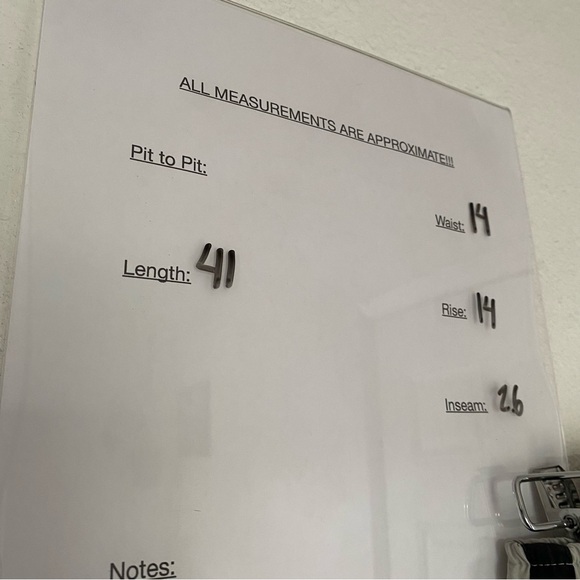 ALL MEASUREMENTS ARE APPROXIMATE!!!
Pit to Pit:
Waist: 14
Length: 41
Rise: 14
Inseam: 26
Notes: